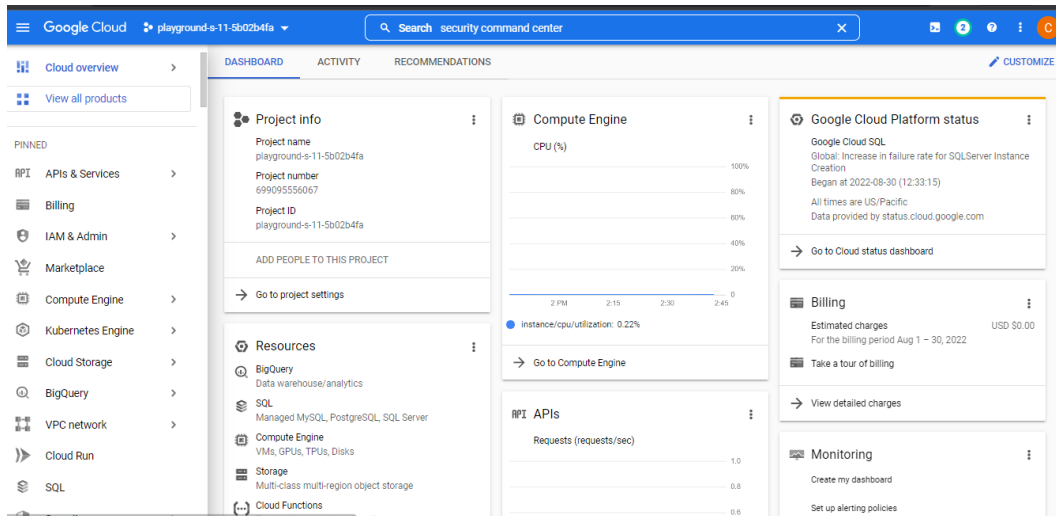 Google Cloud
playground-s-11-5b02b4fa
Search security command center
2
?
C
Cloud overview
View all products
PINNED
API APIs & Services
Billing
IAM & Admin
Marketplace
Compute Engine
Kubernetes Engine
Cloud Storage
BigQuery
VPC network
Cloud Run
SQL
DASHBOARD ACTIVITY RECOMMENDATIONS
CUSTOMIZE
Project info
Project name
playground-s-11-5b02b4fa
Project number
699095556067
Project ID
playground-s-11-5b02b4fa
ADD PEOPLE TO THIS PROJECT
Go to project settings
Resources
BigQuery
Data warehouse/analytics
SQL
Managed MySQL, PostgreSQL, SQL Server
Compute Engine
VMs, GPUs, TPUs, Disks
Storage
Multi-class multi-region object storage
Cloud Functions
Compute Engine
CPU (%)
100%
80%
60%
40%
20%
0
2 PM 2:15 2:30 2:45
instance/cpu/utilization: 0.22%
Go to Compute Engine
API APIs
Requests (requests/sec)
1.0
0.8
0.6
Google Cloud Platform status
Google Cloud SQL
Global: Increase in failure rate for SQLServer Instance
Creation
Began at 2022-08-30 (12:33:15)
All times are US/Pacific
Data provided by status.cloud.google.com
Go to Cloud status dashboard
Billing
Estimated charges USD $0.00
For the billing period Aug 1 – 30, 2022
Take a tour of billing
View detailed charges
Monitoring
Create my dashboard
Set up alerting policies